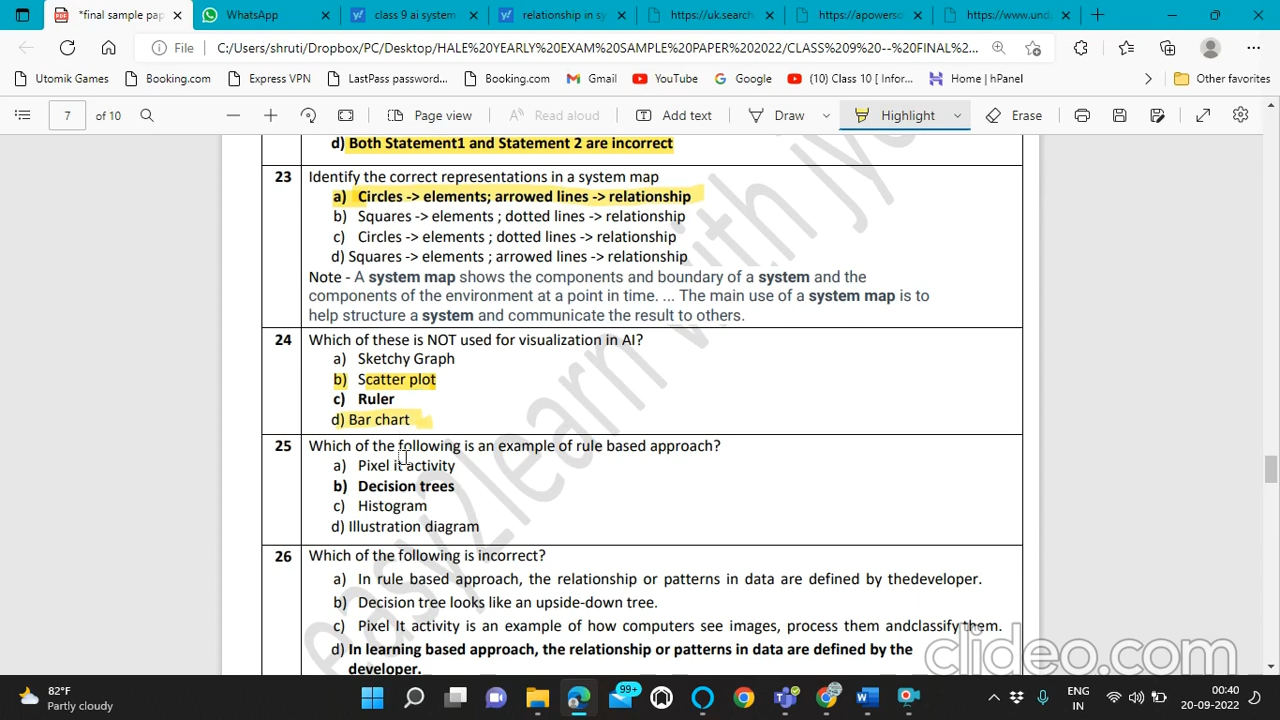 *final sample pap
WhatsApp
class 9 ai system
relationship in sy
https://uk.search
https://apowerso
https://www.und
File
C:/Users/shruti/Dropbox/PC/Desktop/HALE%20YEARLY%20EXAM%20SAMPLE%20PAPER%202022/CLASS%209%20--%20FINAL%2...
Utomik Games
Booking.com
Express VPN
LastPass password...
Booking.com
Gmail
YouTube
Google
(10) Class 10 [ Infor...
Home | hPanel
Other favorites
7
of 10
Page view
Read aloud
Add text
Draw
Highlight
Erase
d) Both Statement1 and Statement 2 are incorrect
23
Identify the correct representations in a system map
a) Circles -> elements; arrowed lines -> relationship
b) Squares -> elements ; dotted lines -> relationship
c) Circles -> elements ; dotted lines -> relationship
d) Squares -> elements ; arrowed lines -> relationship
Note - A system map shows the components and boundary of a system and the
components of the environment at a point in time. ... The main use of a system map is to
help structure a system and communicate the result to others.
24
Which of these is NOT used for visualization in AI?
a) Sketchy Graph
b) Scatter plot
c) Ruler
d) Bar chart
25
Which of the following is an example of rule based approach?
a) Pixel it activity
b) Decision trees
c) Histogram
d) Illustration diagram
26
Which of the following is incorrect?
a) In rule based approach, the relationship or patterns in data are defined by thedeveloper.
b) Decision tree looks like an upside-down tree.
c) Pixel It activity is an example of how computers see images, process them andclassify them.
d) In learning based approach, the relationship or patterns in data are defined by the
developer.
easy2learn with jy
clideo.com
82°F
Partly cloudy
99+
ENG
IN
00:40
20-09-2022